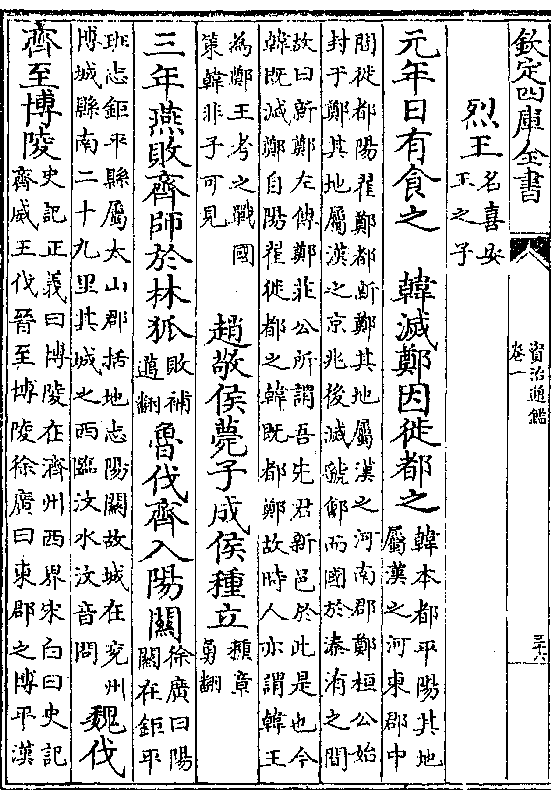 欽定四庫全書
資治通鑑
卷一
三十六
烈王
名喜安
王之子
元年日有食之　韓滅鄭因徙都之
韓本都平陽其地
屬漢之河東郡中
間徙都陽翟鄭都新鄭其地屬漢之河南郡鄭桓公始
封于鄭其地屬漢之京兆後滅虢鄶而國於溱洧之間
故曰新鄭左傳鄭莊公所謂吾先君新邑於此是也今
韓既滅鄭自陽翟徙都之韓既都鄭故時人亦謂韓王
為鄭王考之戰國
策韓非子可見
趙敬侯薨子成侯種立
種章
勇翻
三年燕敗齊師於林狐
敗補
邁翻
魯伐齊入陽關
徐廣曰陽
關在鉅平
班志鉅平縣屬太山郡括地志陽關故城在兖州
博城縣南二十九里其城之西臨汶水汶音問
魏伐
齊至博陵
史記正義曰博陵在濟州西界宋白曰史記
齊威王伐晉至博陵徐廣曰東郡之博平漢